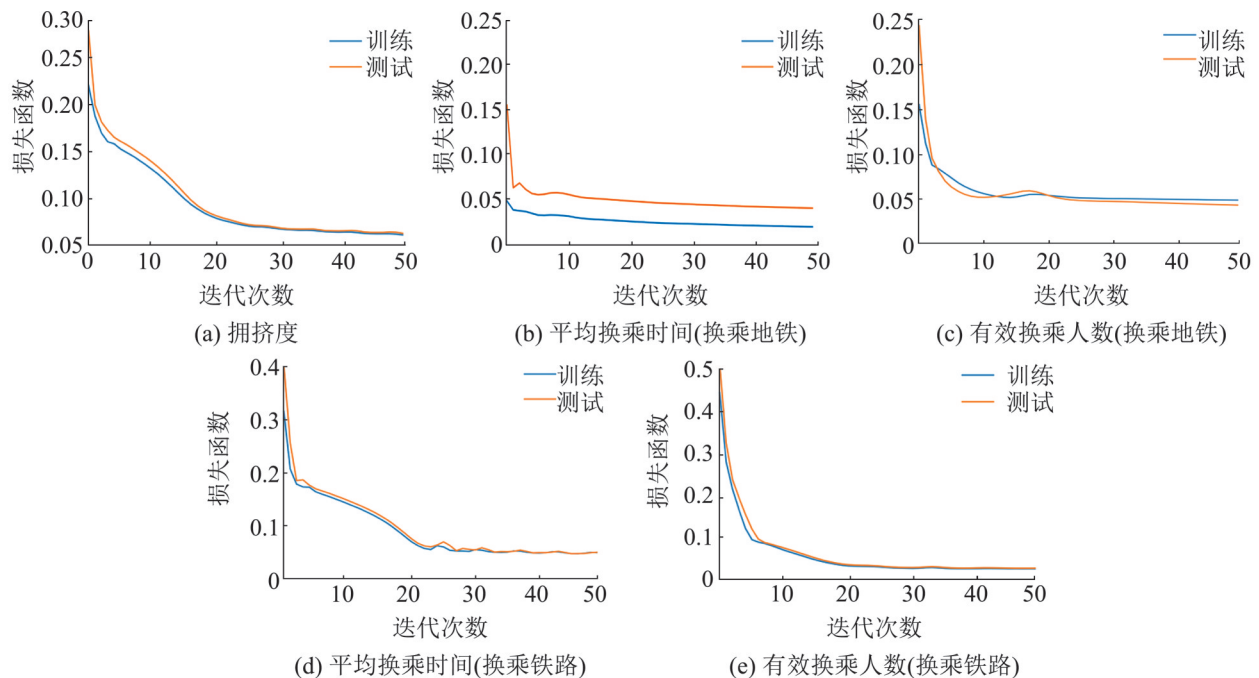 0.30
0.25
0.20
0.15
0.10
0.05
0
10
20
30
40
50
损失函数
迭代次数
训练
测试
(a) 拥挤度
0.25
0.20
0.15
0.10
0.05
0
10
20
30
40
50
损失函数
迭代次数
训练
测试
(b) 平均换乘时间(换乘地铁)
0.25
0.20
0.15
0.10
0.05
0
10
20
30
40
50
损失函数
迭代次数
训练
测试
(c) 有效换乘人数(换乘地铁)
0.4
0.3
0.2
0.1
0
10
20
30
40
50
损失函数
迭代次数
训练
测试
(d) 平均换乘时间(换乘铁路)
0.5
0.4
0.3
0.2
0.1
0
10
20
30
40
50
损失函数
迭代次数
训练
测试
(e) 有效换乘人数(换乘铁路)